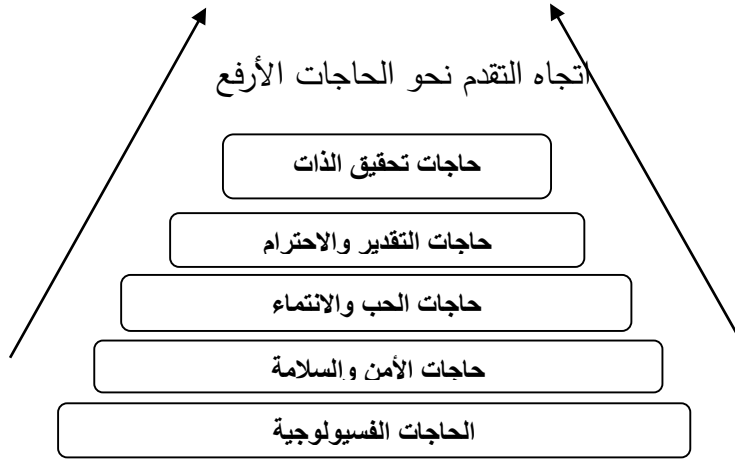 اتجاه التقدم نحو الحاجات الأرفع
حاجات تحقيق الذات
حاجات التقدير والاحترام
حاجات الحب والانتماء
حاجات الأمن والسلامة
الحاجات الفسيولوجية